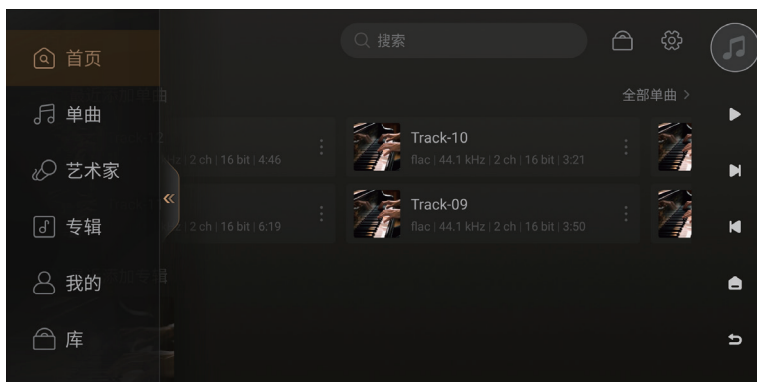 搜索
首页
单曲
艺术家
专辑
我的
库
全部单曲 >
2 ch | 16 bit | 4:46
Track-10
flac | 44.1 kHz | 2 ch | 16 bit | 3:21
2 ch | 16 bit | 6:19
Track-09
flac | 44.1 kHz | 2 ch | 16 bit | 3:50